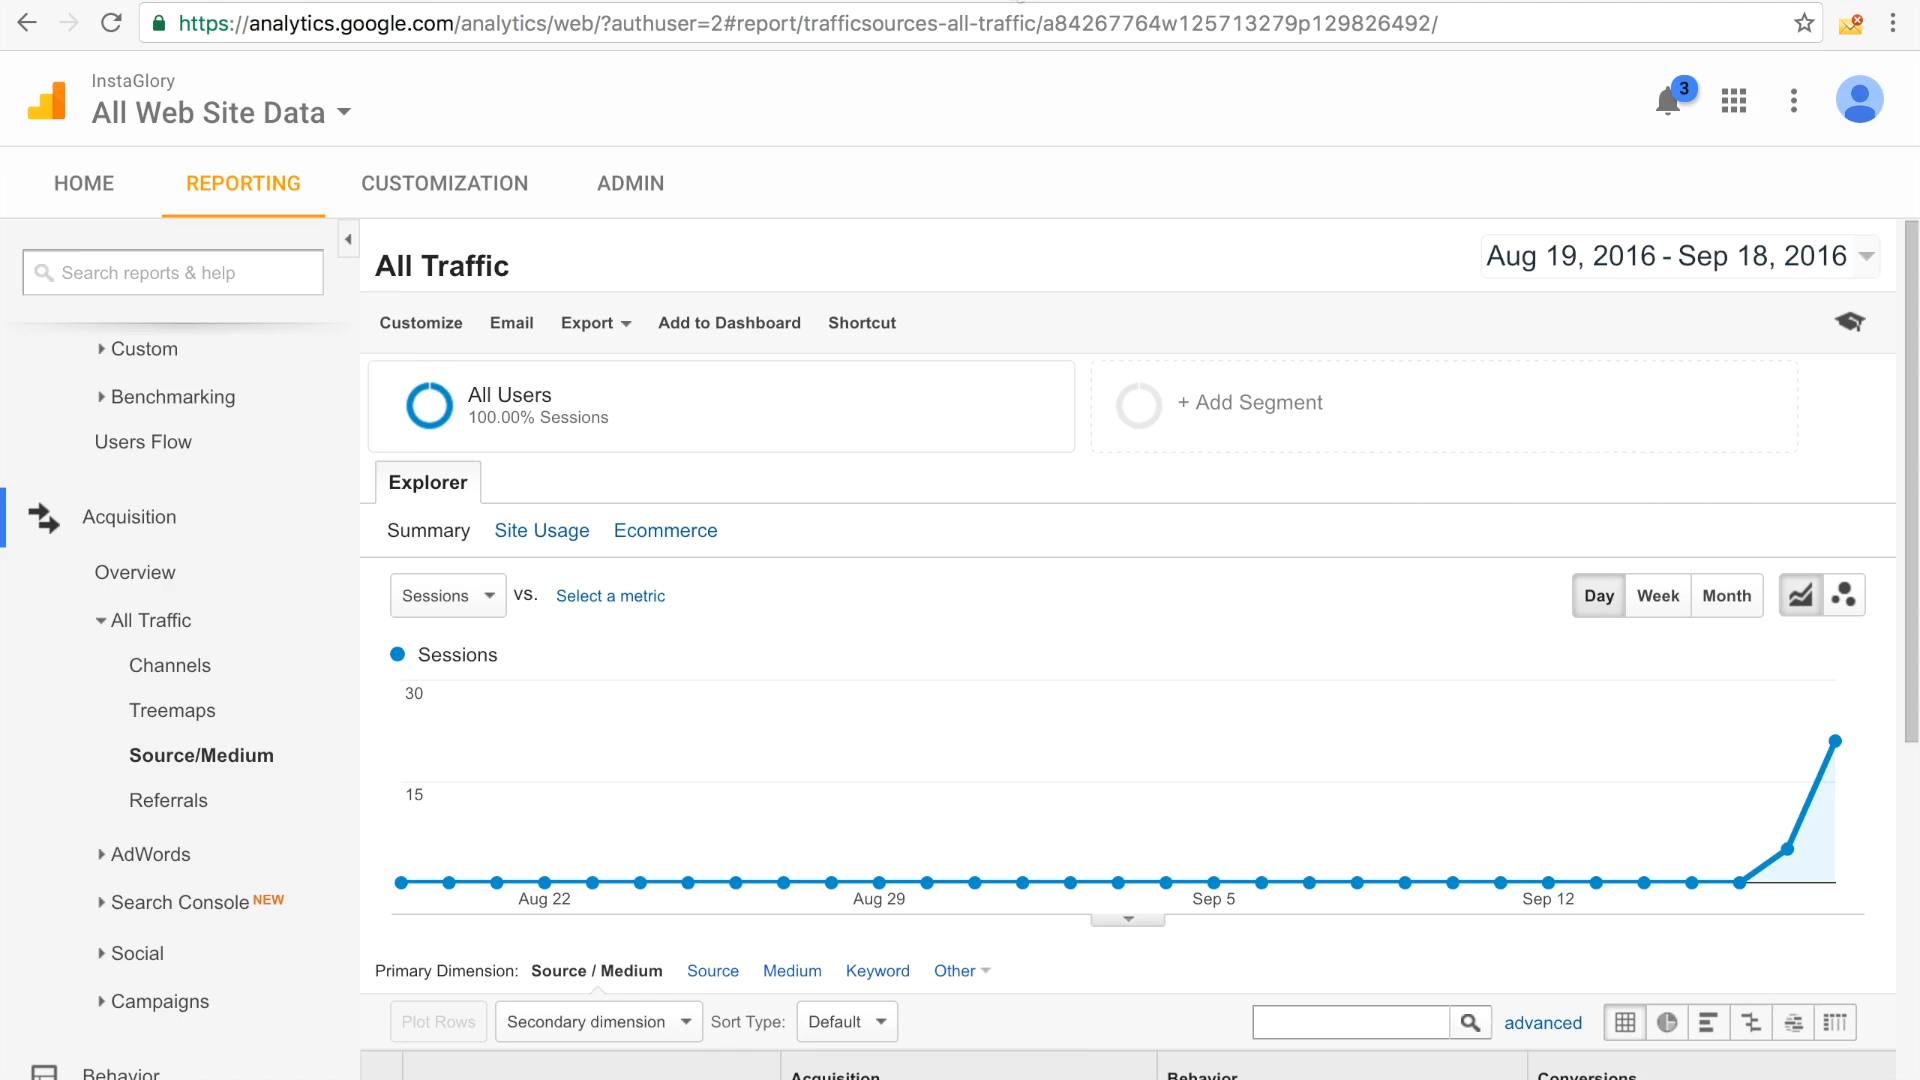 https://analytics.google.com/analytics/web/?authuser=2#report/trafficsources-all-traffic/a84267764w125713279p129826492/
InstaGlory
All Web Site Data
3
HOME
REPORTING
CUSTOMIZATION
ADMIN
Search reports & help
Custom
Benchmarking
Users Flow
Acquisition
Overview
All Traffic
Channels
Treemaps
Source/Medium
Referrals
AdWords
Search Console NEW
Social
Campaigns
Behavior
All Traffic
Aug 19, 2016 - Sep 18, 2016
Customize Email Export Add to Dashboard Shortcut
All Users
100.00% Sessions
+ Add Segment
Explorer
Summary Site Usage Ecommerce
Sessions vs. Select a metric
Day Week Month
Sessions
30
15
Aug 22 Aug 29 Sep 5 Sep 12
Primary Dimension: Source / Medium Source Medium Keyword Other
Plot Rows Secondary dimension Sort Type: Default advanced
Acquisition Behavior Conversions